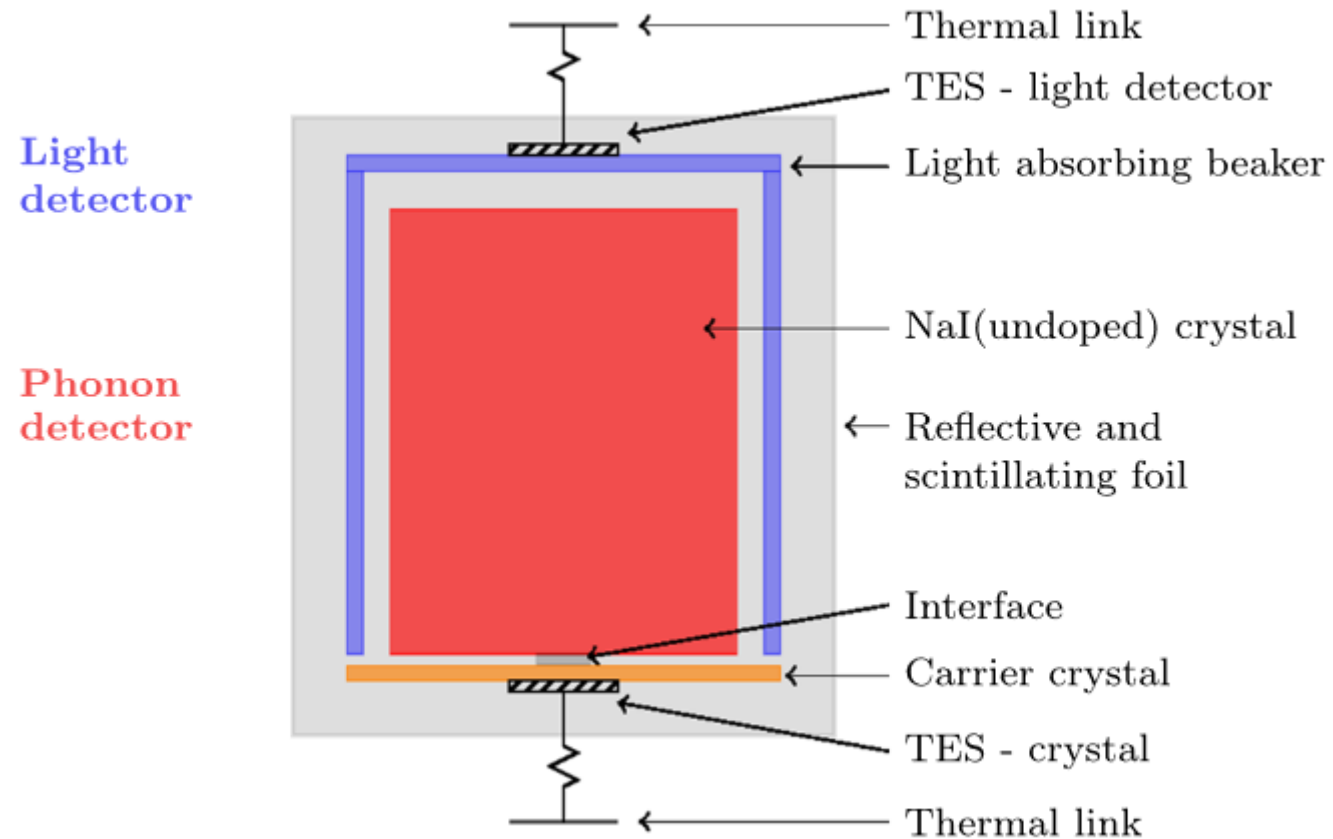 Thermal link
TES - light detector
Light
detector
Light absorbing beaker
NaI(undoped) crystal
Phonon
detector
Reflective and
scintillating foil
Interface
Carrier crystal
TES - crystal
Thermal link